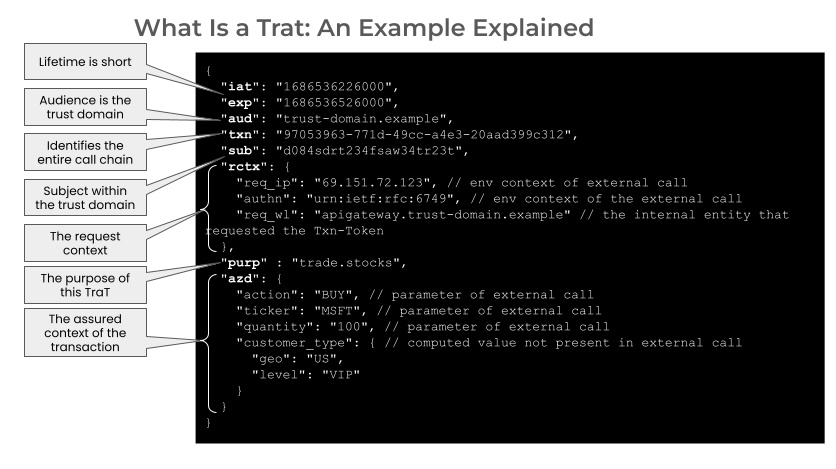 What Is a Trat: An Example Explained
Lifetime is short
Audience is the
trust domain
Identifies the
entire call chain
Subject within
the trust domain
The request
context
The purpose of
this TraT
The assured
context of the
transaction
{
"iat": "1686536226000",
"exp": "1686536526000",
"aud": "trust-domain.example",
"txn": "97053963-771d-49cc-a4e3-20aad399c312",
"sub": "d084sdrt234fsaw34tr23t",
"rctx": {
"req_ip": "69.151.72.123", // env context of external call
"authn": "urn:ietf:rfc:6749", // env context of the external call
"req_wl": "apigateway.trust-domain.example" // the internal entity that
requested the Txn-Token
},
"purp" : "trade.stocks",
"azd": {
"action": "BUY", // parameter of external call
"ticker": "MSFT", // parameter of external call
"quantity": "100", // parameter of external call
"customer_type": { // computed value not present in external call
"geo": "US",
"level": "VIP"
}
}
}